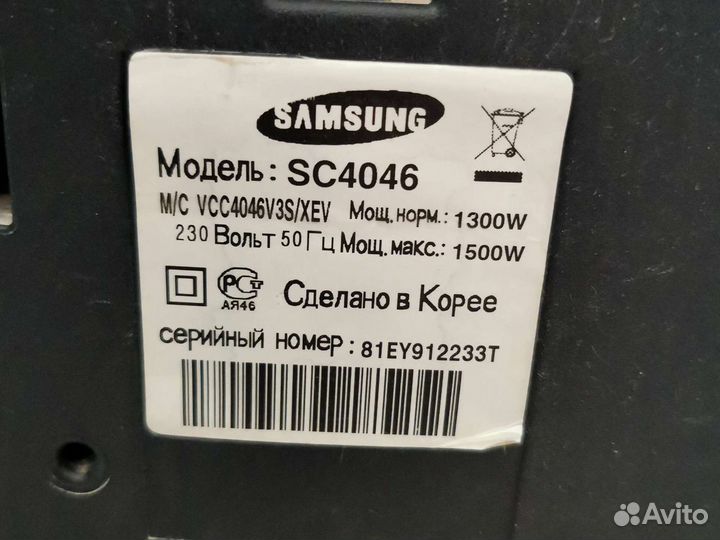 SAMSUNG
Модель: SC4046
M/C VCC4046V3S/XEV Мощ.норм.: 1300W
230 Вольт 50 Гц Мощ.макс.: 1500W
РСТ
АЯ46
Сделано в Корее
серийный номер: 81EY912233T
Avito